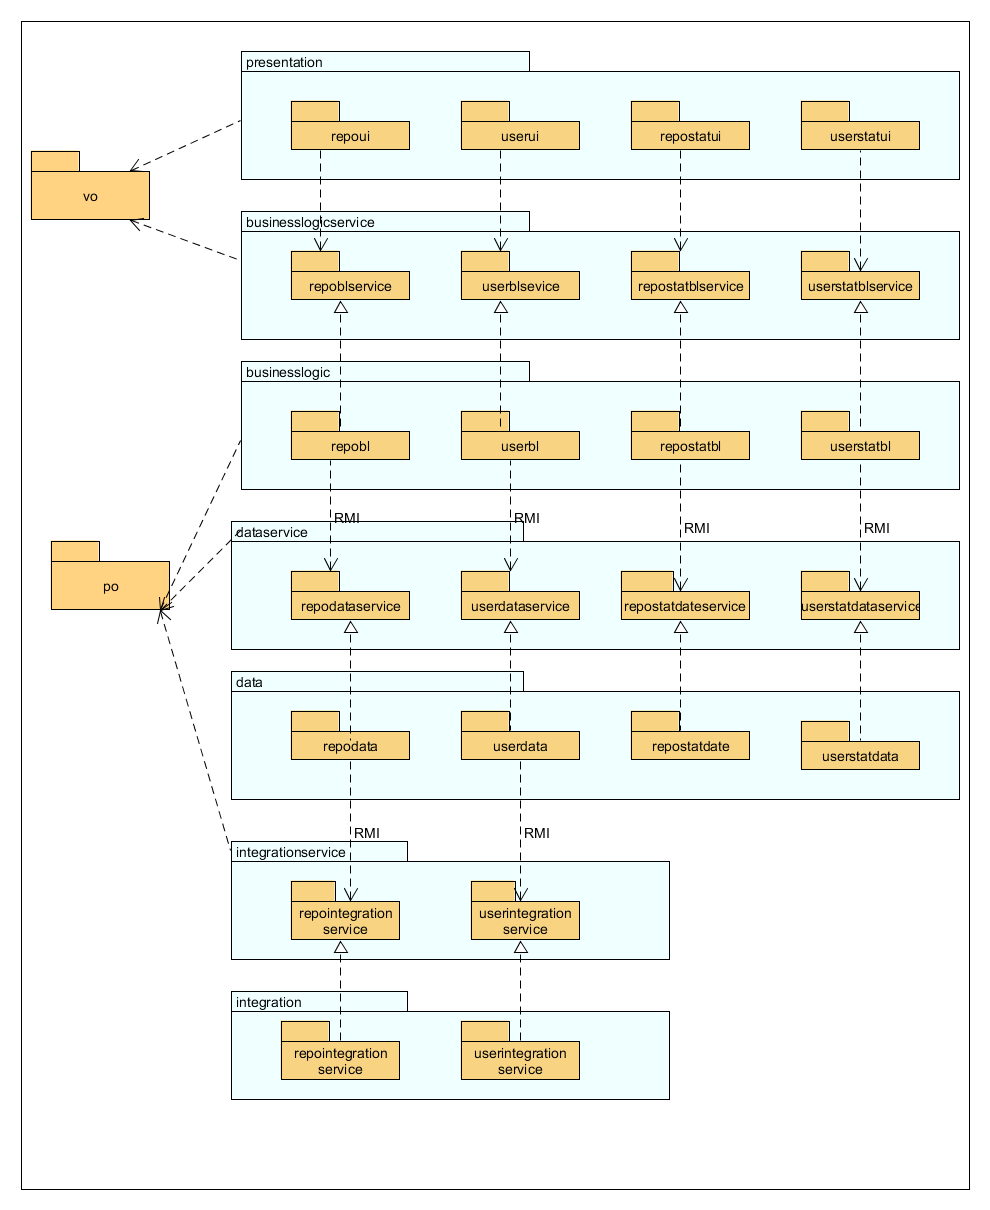 presentation
repoui
userui
repostatui
userstatui
vo
businesslogicservice
repoblservice
userblsevice
repostatblservice
userstatblservice
businesslogic
repobl
userbl
repostatbl
userstatbl
RMI
RMI
RMI
RMI
dataservice
po
repodataservice
userdataservice
repostatdateservice
userstatdataservice
data
repodata
userdata
repostatdate
userstatdata
RMI
RMI
integrationservice
repointegration
service
userintegration
service
integration
repointegration
service
userintegration
service